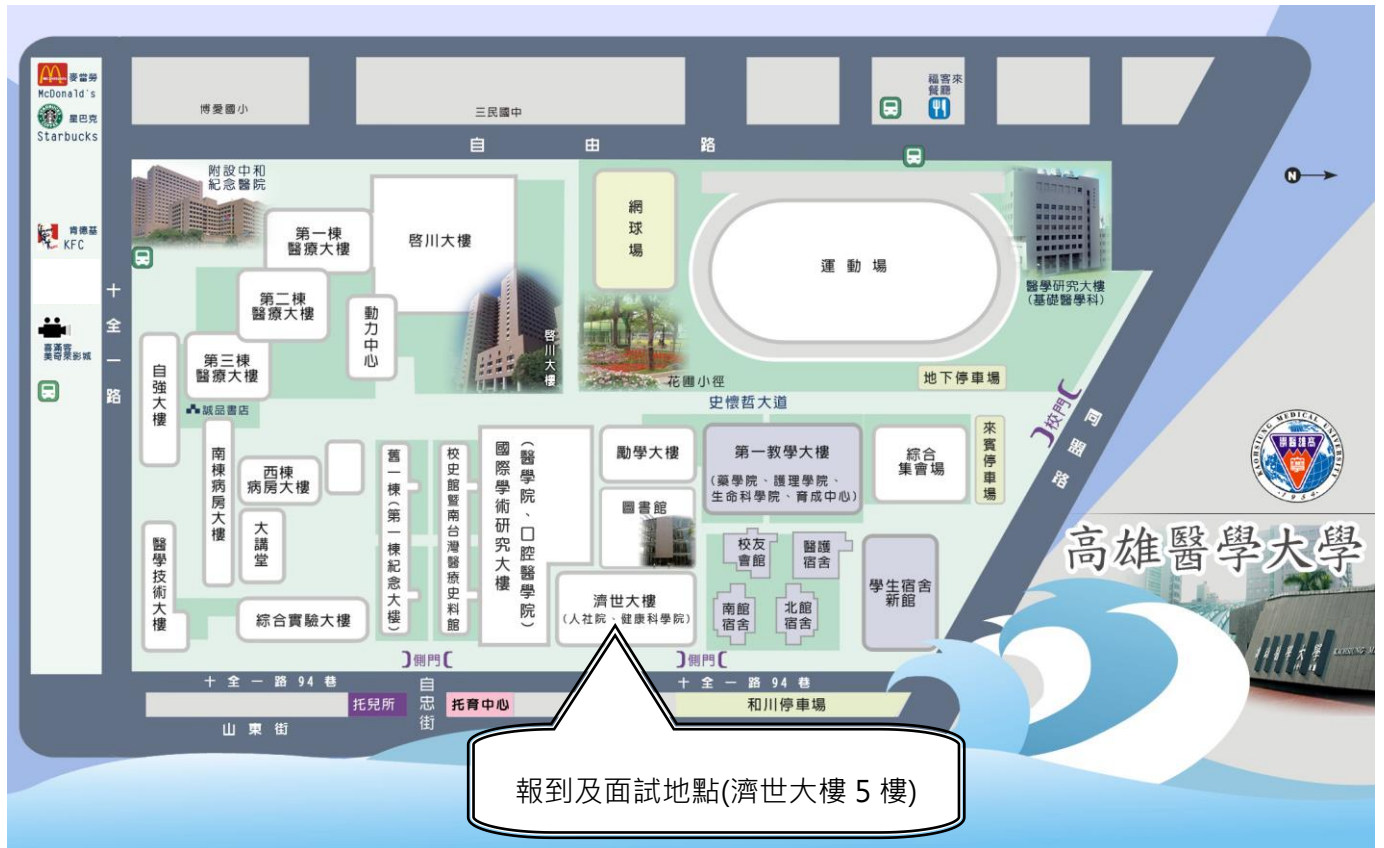 麥當勞
McDonald's
星巴克
Starbucks
肯德基
KFC
喜滿客
美奇萊影城
十全一路
博愛國小
三民國中
福客來
餐廳
自由路
N
附設中和
紀念醫院
第一棟
醫療大樓
啓川大樓
第二棟
醫療大樓
動力中心
第三棟
醫療大樓
誠品書店
啓川大樓
網球場
運動場
醫學研究大樓
(基礎醫學科)
花圃小徑
地下停車場
史懷哲大道
校門
同盟路
自強大樓
南棟病房大樓
西棟
病房大樓
大講堂
醫學技術大樓
綜合實驗大樓
舊一棟(第一棟紀念大樓)
校史館暨南台灣醫療史料館
國際學術研究大樓
(醫學院、口腔醫學院)
勵學大樓
圖書館
濟世大樓
(人社院、健康科學院)
第一教學大樓
(藥學院、護理學院、
生命科學院、育成中心)
綜合
集會場
來賓停車場
校友
會館
醫護
宿舍
南館
宿舍
北館
宿舍
學生宿舍
新館
側門
側門
十全一路94巷
自忠街
十全一路94巷
托兒所
托育中心
和川停車場
山東街
報到及面試地點(濟世大樓 5 樓)
KAOHSIUNG MEDICAL UNIVERSITY
1954
高雄醫學大學